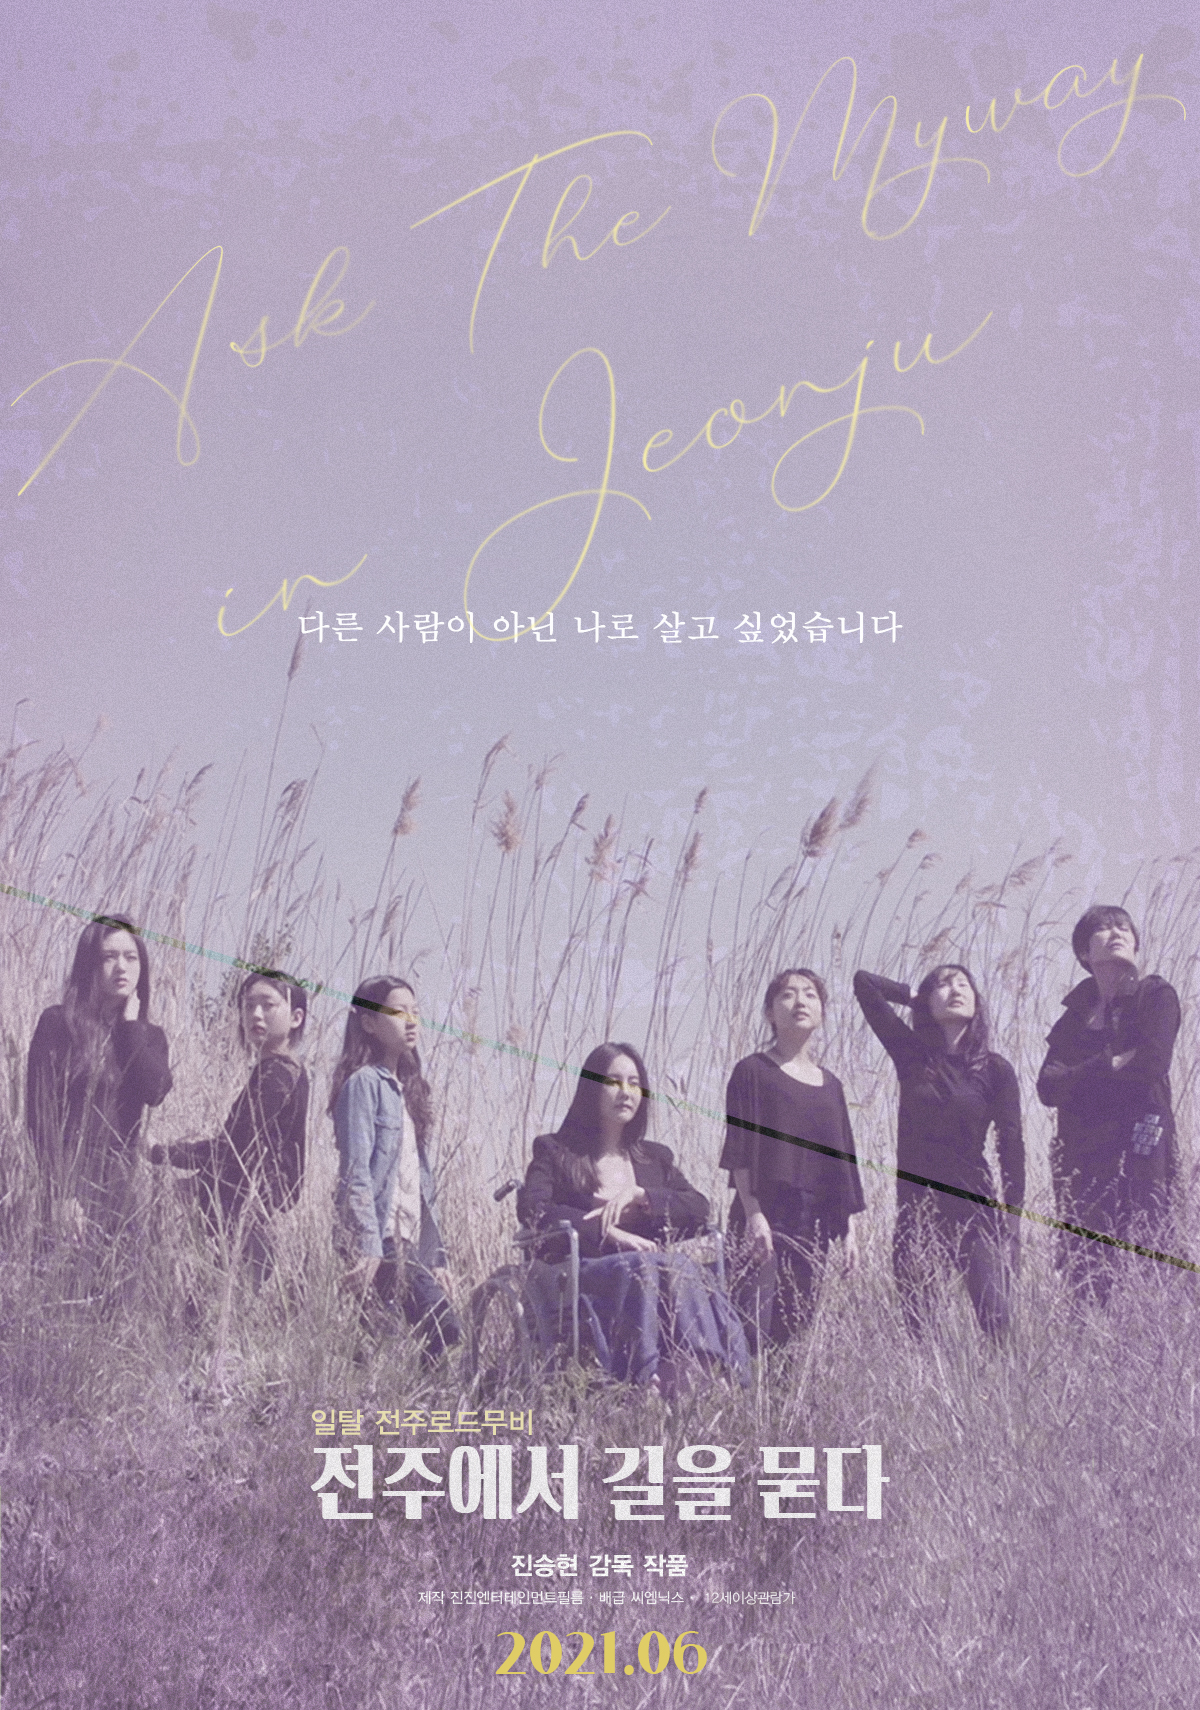 Ask The Myway
in Jeonju
다른 사람이 아닌 나로 살고 싶었습니다
일탈 전주로드무비
전주에서 길을 묻다
진승현 감독 작품
제작 진진엔터테인먼트필름 · 배급 씨엠닉스 · 12세이상관람가
2021.06